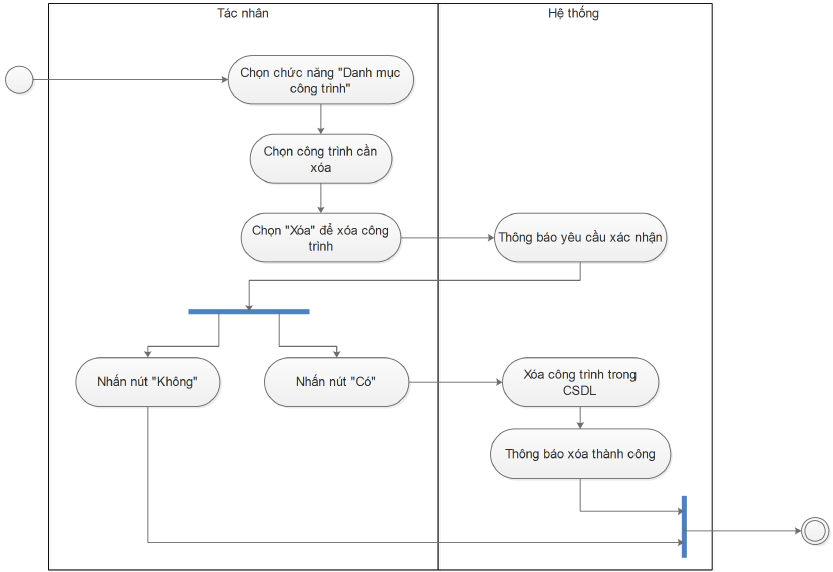 Tác nhân
Hệ thống
Chọn chức năng "Danh mục
công trình"
Chọn công trình cần
xóa
Chọn "Xóa" để xóa công
trình
Thông báo yêu cầu xác nhận
Nhấn nút "Không"
Nhấn nút "Có"
Xóa công trình trong
CSDL
Thông báo xóa thành công